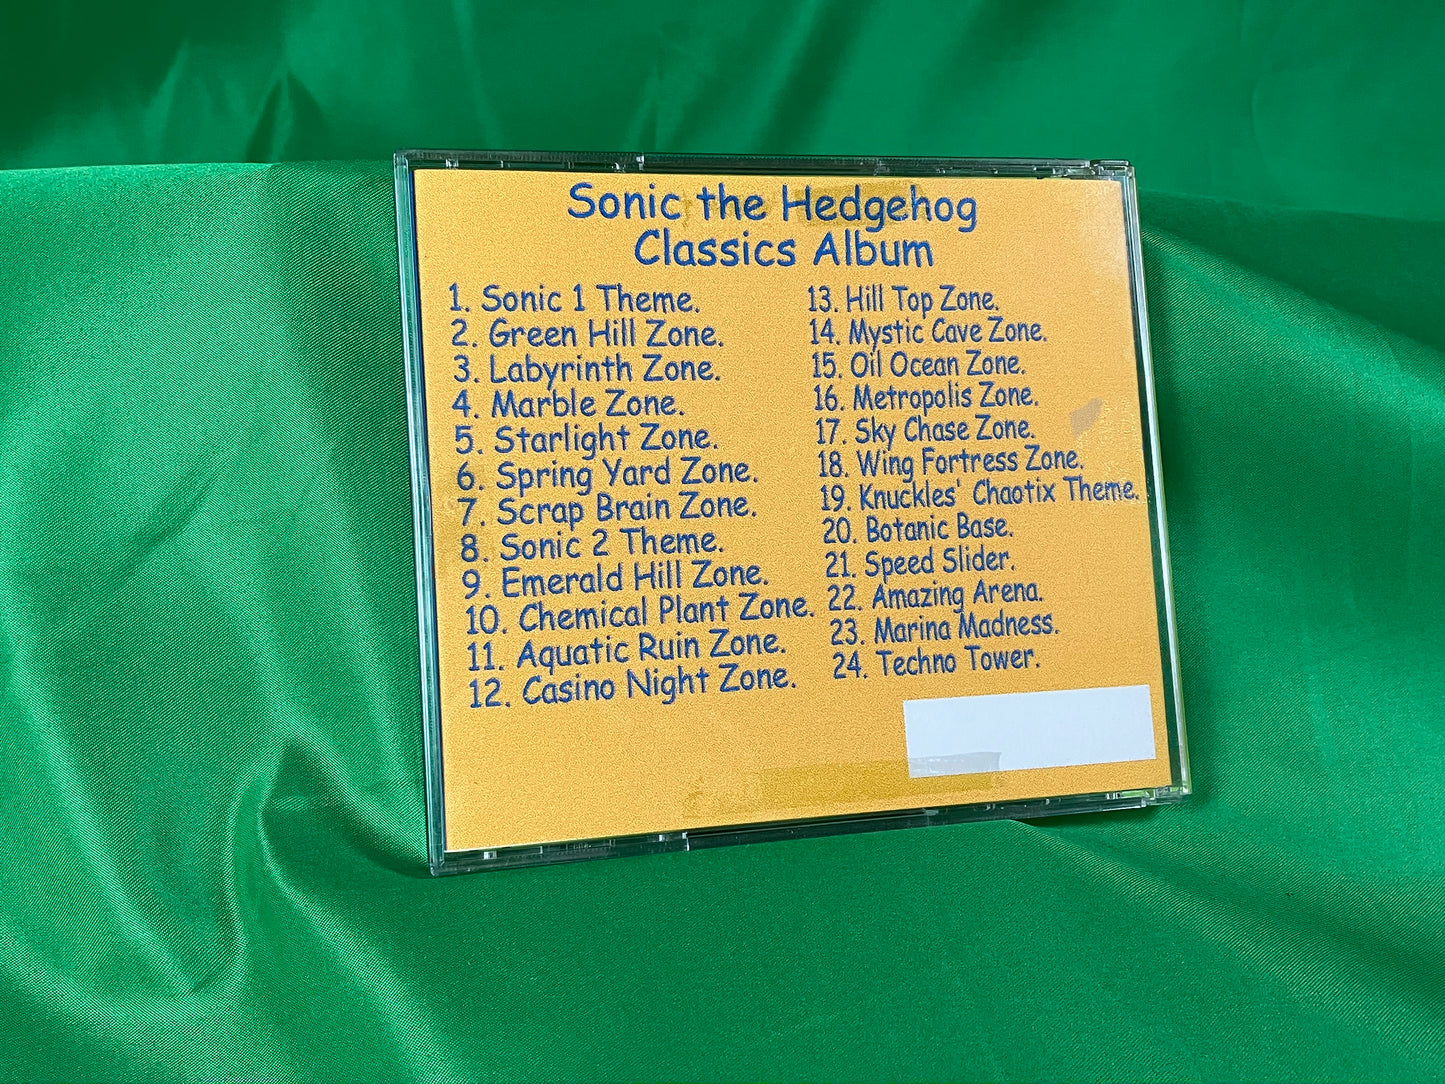 Sonic the Hedgehog
Classics Album
1. Sonic 1 Theme.
2. Green Hill Zone.
3. Labyrinth Zone.
4. Marble Zone.
5. Starlight Zone.
6. Spring Yard Zone.
7. Scrap Brain Zone.
8. Sonic 2 Theme.
9. Emerald Hill Zone.
10. Chemical Plant Zone.
11. Aquatic Ruin Zone.
12. Casino Night Zone.
13. Hill Top Zone.
14. Mystic Cave Zone.
15. Oil Ocean Zone.
16. Metropolis Zone.
17. Sky Chase Zone.
18. Wing Fortress Zone.
19. Knuckles' Chaotix Theme.
20. Botanic Base.
21. Speed Slider.
22. Amazing Arena.
23. Marina Madness.
24. Techno Tower.